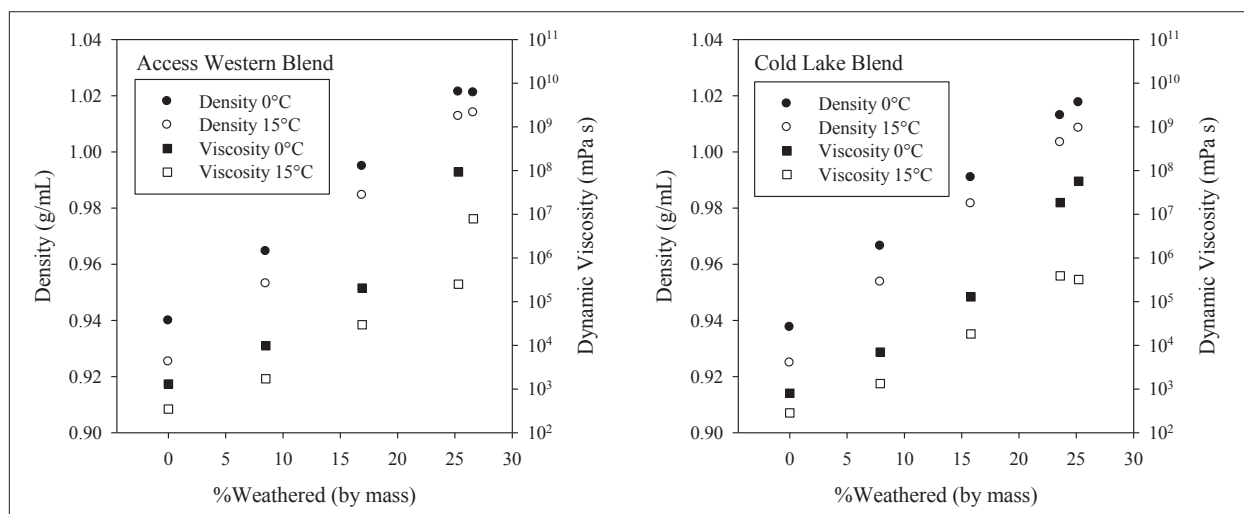 Access Western Blend
Density 0°C
Density 15°C
Viscosity 0°C
Viscosity 15°C
1.04
1.02
1.00
0.98
0.96
0.94
0.92
0.90
Density (g/mL)
10¹¹
10¹⁰
10⁹
10⁸
10⁷
10⁶
10⁵
10⁴
10³
10²
Dynamic Viscosity (mPa s)
0 5 10 15 20 25 30
%Weathered (by mass)
Cold Lake Blend
Density 0°C
Density 15°C
Viscosity 0°C
Viscosity 15°C
1.04
1.02
1.00
0.98
0.96
0.94
0.92
0.90
Density (g/mL)
10¹¹
10¹⁰
10⁹
10⁸
10⁷
10⁶
10⁵
10⁴
10³
10²
Dynamic Viscosity (mPa s)
0 5 10 15 20 25 30
%Weathered (by mass)